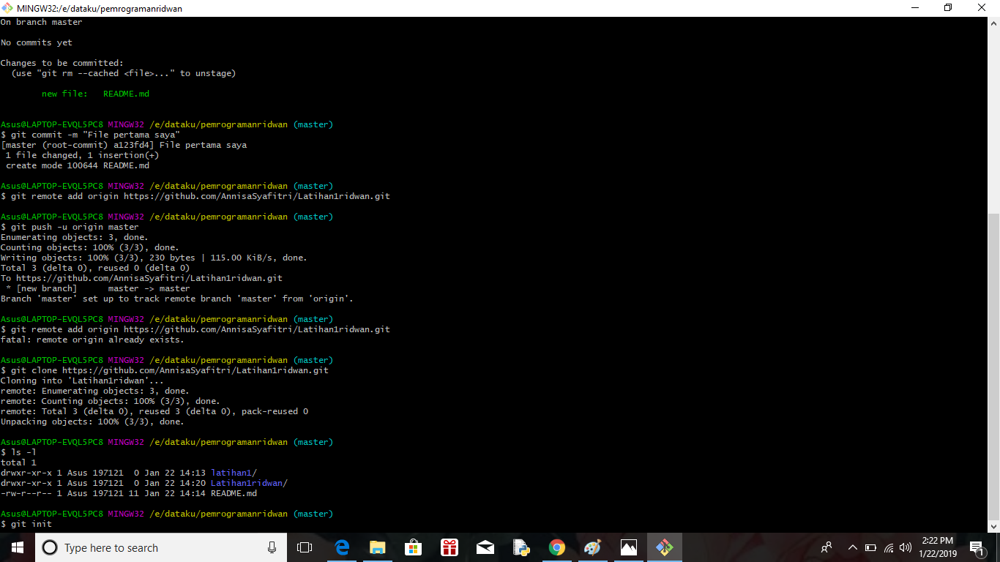 MINGW32:/e/dataku/pemrogramanridwan
On branch master
No commits yet
Changes to be committed:
(use "git rm --cached <file>..." to unstage)
new file:   README.md
Asus@LAPTOP-EVQL5PC8 MINGW32 /e/dataku/pemrogramanridwan (master)
$ git commit -m "File pertama saya"
[master (root-commit) a123fd4] File pertama saya
1 file changed, 1 insertion(+)
create mode 100644 README.md
Asus@LAPTOP-EVQL5PC8 MINGW32 /e/dataku/pemrogramanridwan (master)
$ git remote add origin https://github.com/AnnisaSyafitri/Latihan1ridwan.git
Asus@LAPTOP-EVQL5PC8 MINGW32 /e/dataku/pemrogramanridwan (master)
$ git push -u origin master
Enumerating objects: 3, done.
Counting objects: 100% (3/3), done.
Writing objects: 100% (3/3), 230 bytes | 115.00 KiB/s, done.
Total 3 (delta 0), reused 0 (delta 0)
To https://github.com/AnnisaSyafitri/Latihan1ridwan.git
* [new branch]      master -> master
Branch 'master' set up to track remote branch 'master' from 'origin'.
Asus@LAPTOP-EVQL5PC8 MINGW32 /e/dataku/pemrogramanridwan (master)
$ git remote add origin https://github.com/AnnisaSyafitri/Latihan1ridwan.git
fatal: remote origin already exists.
Asus@LAPTOP-EVQL5PC8 MINGW32 /e/dataku/pemrogramanridwan (master)
$ git clone https://github.com/AnnisaSyafitri/Latihan1ridwan.git
Cloning into 'Latihan1ridwan'...
remote: Enumerating objects: 3, done.
remote: Counting objects: 100% (3/3), done.
remote: Total 3 (delta 0), reused 3 (delta 0), pack-reused 0
Unpacking objects: 100% (3/3), done.
Asus@LAPTOP-EVQL5PC8 MINGW32 /e/dataku/pemrogramanridwan (master)
$ ls -l
total 1
drwxr-xr-x 1 Asus 197121  0 Jan 22 14:13 latihan1/
drwxr-xr-x 1 Asus 197121  0 Jan 22 14:20 Latihan1ridwan/
-rw-r--r-- 1 Asus 197121 11 Jan 22 14:14 README.md
Asus@LAPTOP-EVQL5PC8 MINGW32 /e/dataku/pemrogramanridwan (master)
$ git init
Type here to search
2:22 PM
1/22/2019
1